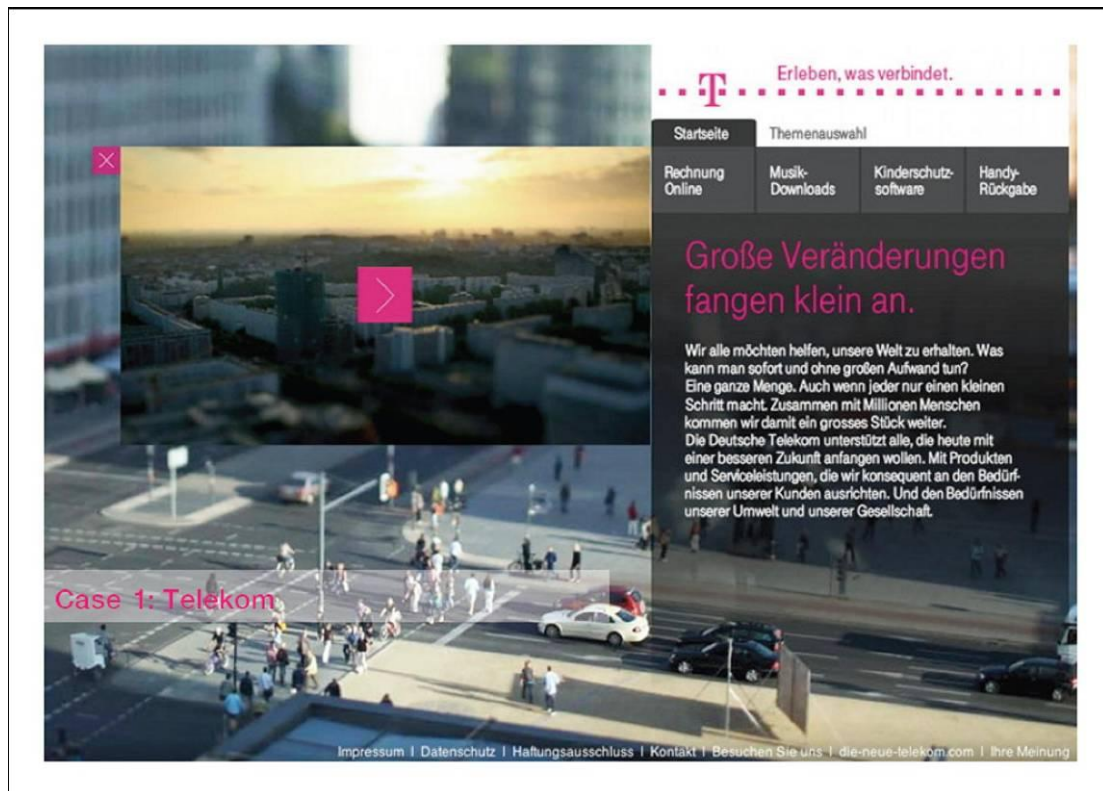 T
Erleben, was verbindet.
Startseite
Themenauswahl
Rechnung
Online
Musik-
Downloads
Kinderschutz-
software
Handy-
Rückgabe
Große Veränderungen
fangen klein an.
Wir alle möchten helfen, unsere Welt zu erhalten. Was
kann man sofort und ohne großen Aufwand tun?
Eine ganze Menge. Auch wenn jeder nur einen kleinen
Schritt macht. Zusammen mit Millionen Menschen
kommen wir damit ein grosses Stück weiter.
Die Deutsche Telekom unterstützt alle, die heute mit
einer besseren Zukunft anfangen wollen. Mit Produkten
und Serviceleistungen, die wir konsequent an den Bedürf-
nissen unserer Kunden ausrichten. Und den Bedürfnissen
unserer Umwelt und unserer Gesellschaft.
Case 1: Telekom
Impressum | Datenschutz | Haftungsausschluss | Kontakt | Besuchen Sie uns | die-neue-telekom.com | Ihre Meinung